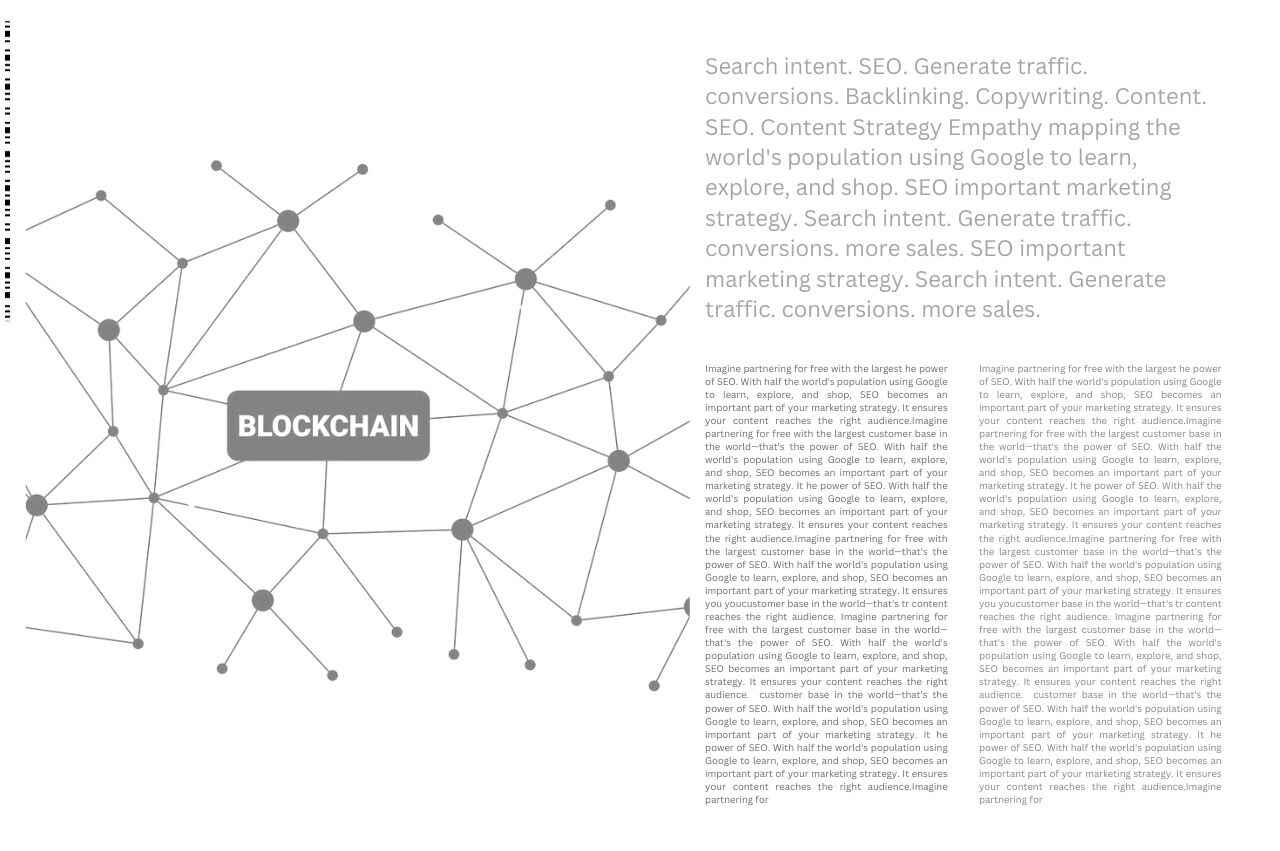 BLOCKCHAIN
Search intent. SEO. Generate traffic.
conversions. Backlinking. Copywriting. Content.
SEO. Content Strategy Empathy mapping the
world's population using Google to learn,
explore, and shop. SEO important marketing
strategy. Search intent. Generate traffic.
conversions. more sales. SEO important
marketing strategy. Search intent. Generate
traffic. conversions. more sales.
Imagine partnering for free with the largest he power
of SEO. With half the world's population using Google
to learn, explore, and shop, SEO becomes an
important part of your marketing strategy. It ensures
your content reaches the right audience.Imagine
partnering for free with the largest customer base in
the world—that's the power of SEO. With half the
world's population using Google to learn, explore,
and shop, SEO becomes an important part of your
marketing strategy. It he power of SEO. With half the
world's population using Google to learn, explore,
and shop, SEO becomes an important part of your
marketing strategy. It ensures your content reaches
the right audience.Imagine partnering for free with
the largest customer base in the world—that's the
power of SEO. With half the world's population using
Google to learn, explore, and shop, SEO becomes an
important part of your marketing strategy. It ensures
you youcustomer base in the world—that's tr content
reaches the right audience. Imagine partnering for
free with the largest customer base in the world—
that's the power of SEO. With half the world's
population using Google to learn, explore, and shop,
SEO becomes an important part of your marketing
strategy. It ensures your content reaches the right
audience. customer base in the world—that's the
power of SEO. With half the world's population using
Google to learn, explore, and shop, SEO becomes an
important part of your marketing strategy. It he
power of SEO. With half the world's population using
Google to learn, explore, and shop, SEO becomes an
important part of your marketing strategy. It ensures
your content reaches the right audience.Imagine
partnering for
Imagine partnering for free with the largest he power
of SEO. With half the world's population using Google
to learn, explore, and shop, SEO becomes an
important part of your marketing strategy. It ensures
your content reaches the right audience.Imagine
partnering for free with the largest customer base in
the world—that's the power of SEO. With half the
world's population using Google to learn, explore,
and shop, SEO becomes an important part of your
marketing strategy. It he power of SEO. With half the
world's population using Google to learn, explore,
and shop, SEO becomes an important part of your
marketing strategy. It ensures your content reaches
the right audience.Imagine partnering for free with
the largest customer base in the world—that's the
power of SEO. With half the world's population using
Google to learn, explore, and shop, SEO becomes an
important part of your marketing strategy. It ensures
you youcustomer base in the world—that's tr content
reaches the right audience. Imagine partnering for
free with the largest customer base in the world—
that's the power of SEO. With half the world's
population using Google to learn, explore, and shop,
SEO becomes an important part of your marketing
strategy. It ensures your content reaches the right
audience. customer base in the world—that's the
power of SEO. With half the world's population using
Google to learn, explore, and shop, SEO becomes an
important part of your marketing strategy. It he
power of SEO. With half the world's population using
Google to learn, explore, and shop, SEO becomes an
important part of your marketing strategy. It ensures
your content reaches the right audience.Imagine
partnering for